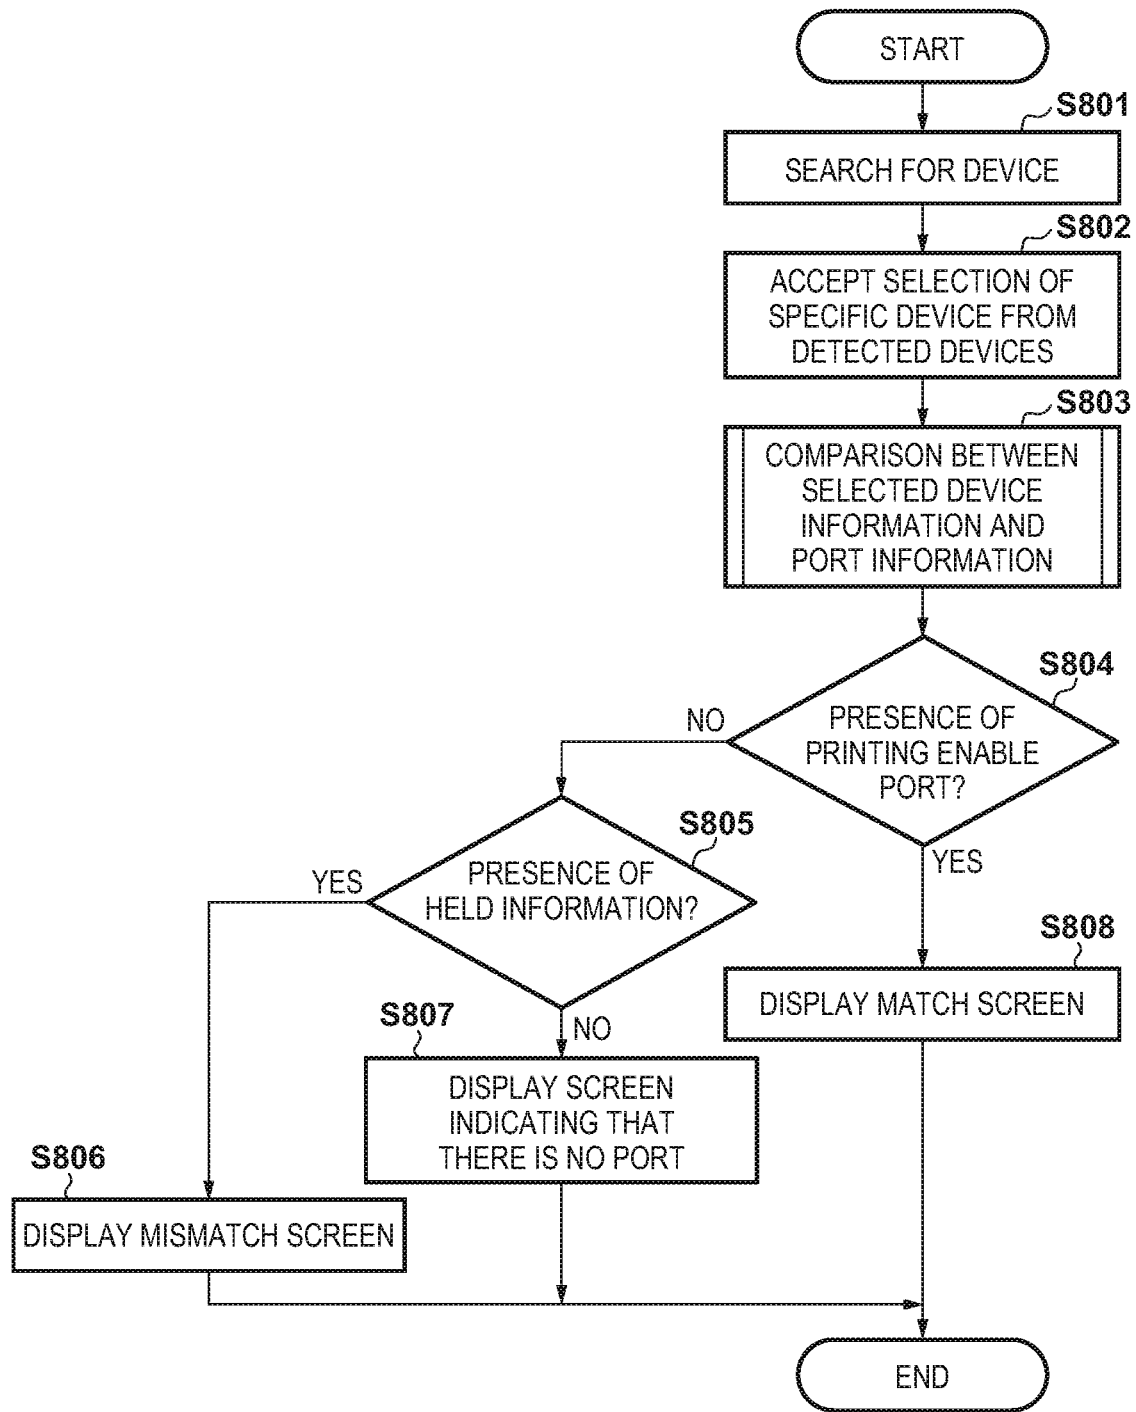 START
S801
SEARCH FOR DEVICE
S802
ACCEPT SELECTION OF
SPECIFIC DEVICE FROM
DETECTED DEVICES
S803
COMPARISON BETWEEN
SELECTED DEVICE
INFORMATION AND
PORT INFORMATION
S804
PRESENCE OF
PRINTING ENABLE
PORT?
NO
YES
S805
PRESENCE OF
HELD INFORMATION?
YES
NO
S808
DISPLAY MATCH SCREEN
S807
DISPLAY SCREEN
INDICATING THAT
THERE IS NO PORT
S806
DISPLAY MISMATCH SCREEN
END